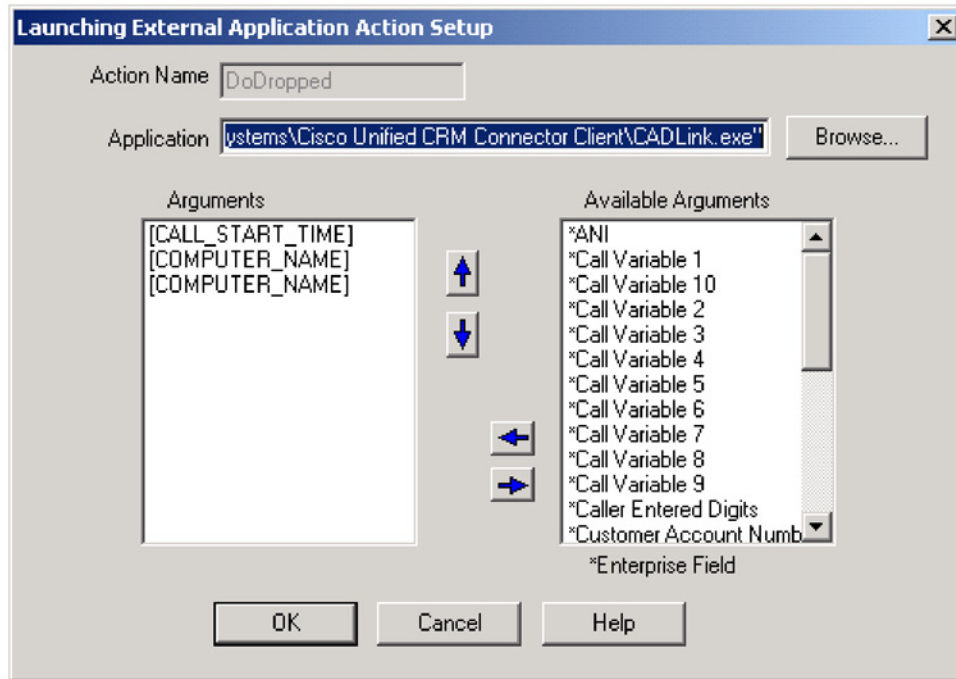 Launching External Application Action Setup
Action Name DoDropped
Application ystems\Cisco Unified CRM Connector Client\CADLink.exe" Browse...
Arguments
[CALL_START_TIME]
[COMPUTER_NAME]
[COMPUTER_NAME]
Available Arguments
*ANI
*Call Variable 1
*Call Variable 10
*Call Variable 2
*Call Variable 3
*Call Variable 4
*Call Variable 5
*Call Variable 6
*Call Variable 7
*Call Variable 8
*Call Variable 9
*Caller Entered Digits
*Customer Account Numb
*Enterprise Field
OK Cancel Help